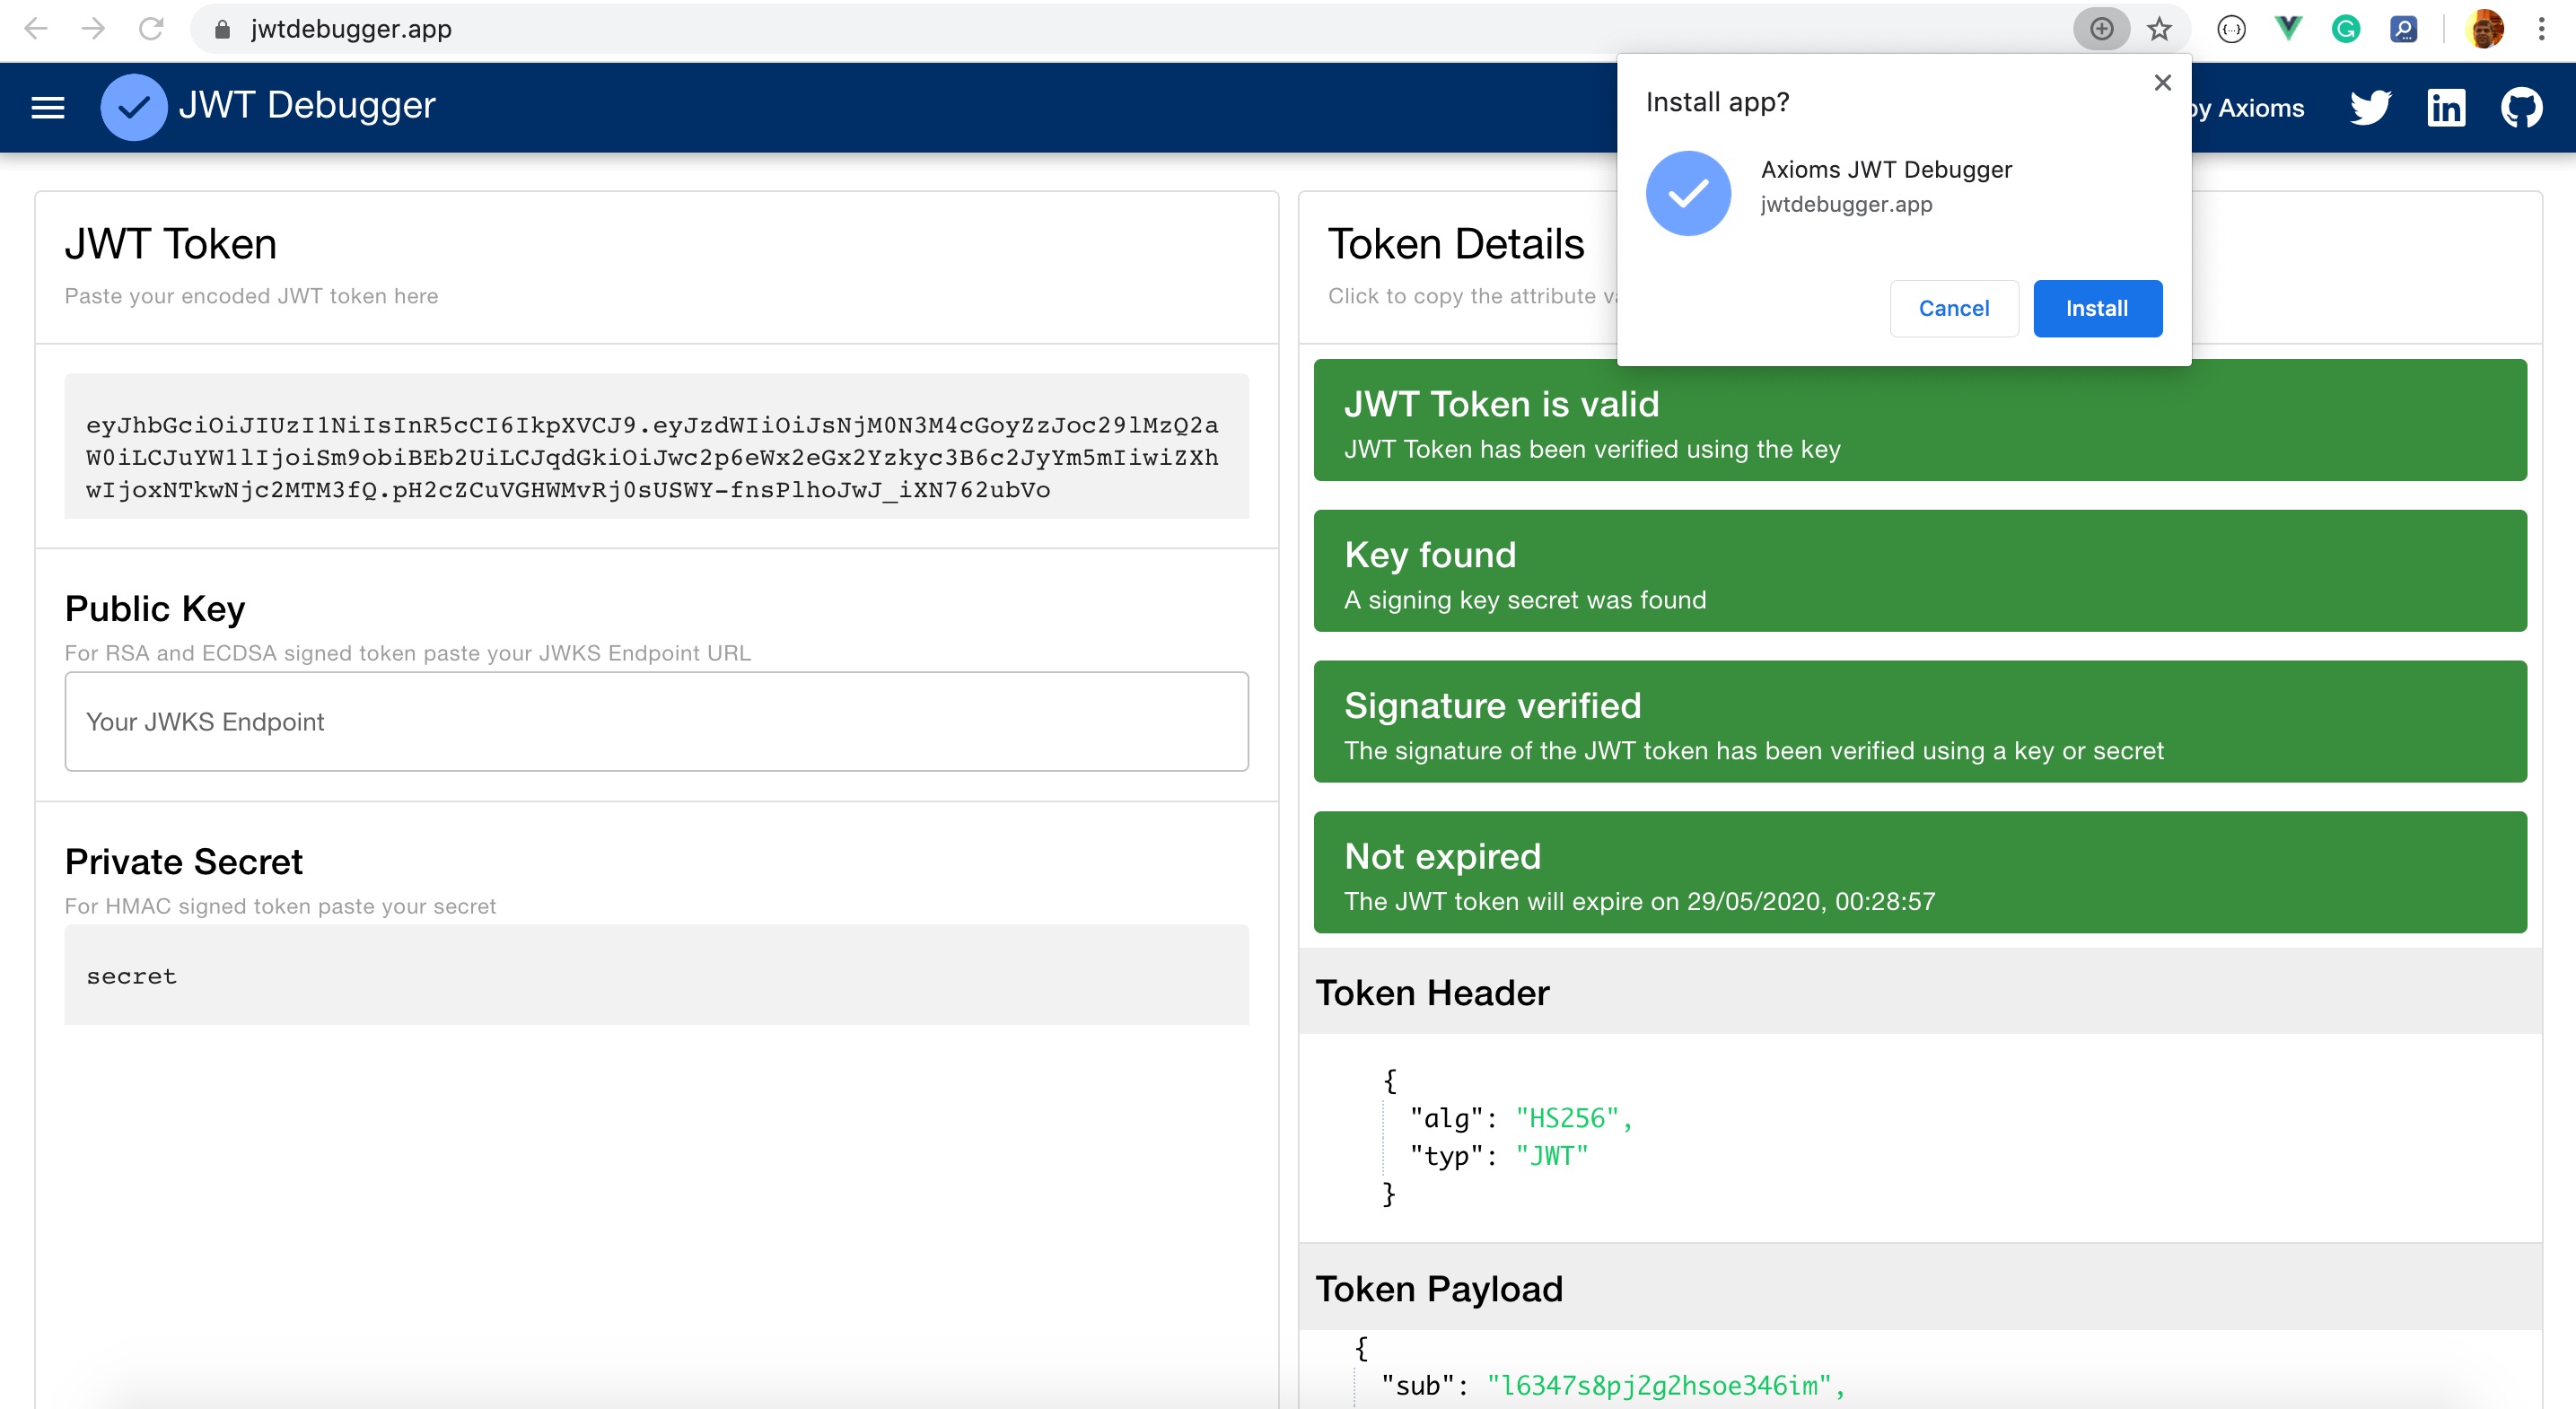 jwtdebugger.app
JWT Debugger
by Axioms
Install app?
Axioms JWT Debugger
jwtdebugger.app
Cancel
Install
JWT Token
Paste your encoded JWT token here
eyJhbGciOiJIUzI1NiIsInR5cCI6IkpXVCJ9.eyJzdWIiOiJsNjM0N3M4cGoyZzJoc29lMzQ2a
W0iLCJuYW1lIjoiSm9obiBEb2UiLCJqdGkiOiJwc2p6eWx2eGx2Yzkyc3B6c2JyYm5mIiwiZXh
wIjoxNTkwNjc2MTM3fQ.pH2cZCuVGHWMvRj0sUSWY-fnsPlhoJwJ_iXN762ubVo
Public Key
For RSA and ECDSA signed token paste your JWKS Endpoint URL
Your JWKS Endpoint
Private Secret
For HMAC signed token paste your secret
secret
Token Details
Click to copy the attribute
JWT Token is valid
JWT Token has been verified using the key
Key found
A signing key secret was found
Signature verified
The signature of the JWT token has been verified using a key or secret
Not expired
The JWT token will expire on 29/05/2020, 00:28:57
Token Header
{
"alg": "HS256",
"typ": "JWT"
}
Token Payload
{
"sub": "l6347s8pj2g2hsoe346im",